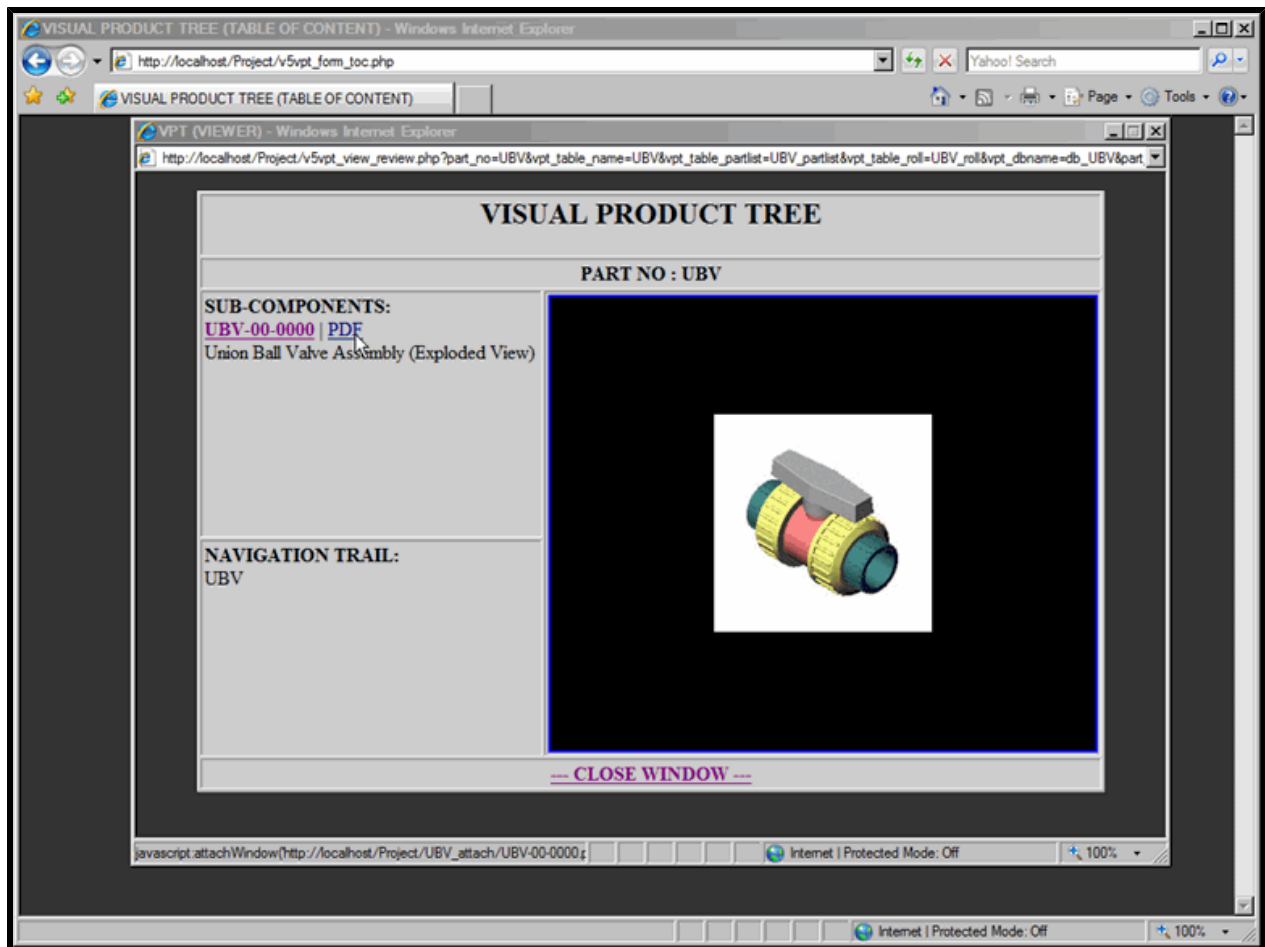 VISUAL PRODUCT TREE (TABLE OF CONTENT) - Windows Internet Explorer
http://localhost/Project/v5vpt_form_toc.php
Yahoo! Search
VISUAL PRODUCT TREE (TABLE OF CONTENT)
Page
Tools
VPT (VIEWER) - Windows Internet Explorer
http://localhost/Project/v5vpt_view_review.php?part_no=UBV&vpt_table_name=UBV&vpt_table_partlist=UBV_partlist&vpt_table_roll=UBV_roll&vpt_dbname=db_UBV&part
VISUAL PRODUCT TREE
PART NO : UBV
SUB-COMPONENTS:
UBV-00-0000 | PDF
Union Ball Valve Assembly (Exploded View)
NAVIGATION TRAIL:
UBV
--- CLOSE WINDOW ---
javascript:attachWindow('http://localhost/Project/UBV_attach/UBV-00-0000.p
Internet | Protected Mode: Off
100%
Internet | Protected Mode: Off
100%